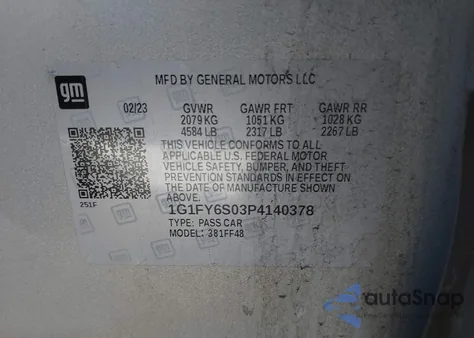 gm
MFD BY GENERAL MOTORS LLC
02/23 GVWR GAWR FRT GAWR RR
2079 KG 1051 KG 1028 KG
4584 LB 2317 LB 2267 LB
THIS VEHICLE CONFORMS TO ALL
APPLICABLE U.S. FEDERAL MOTOR
VEHICLE SAFETY, BUMPER, AND THEFT
PREVENTION STANDARDS IN EFFECT ON
THE DATE OF MANUFACTURE SHOWN
ABOVE.
251F
1G1FY6S03P4140378
TYPE: PASS CAR
MODEL: 381FF48
autoSnap